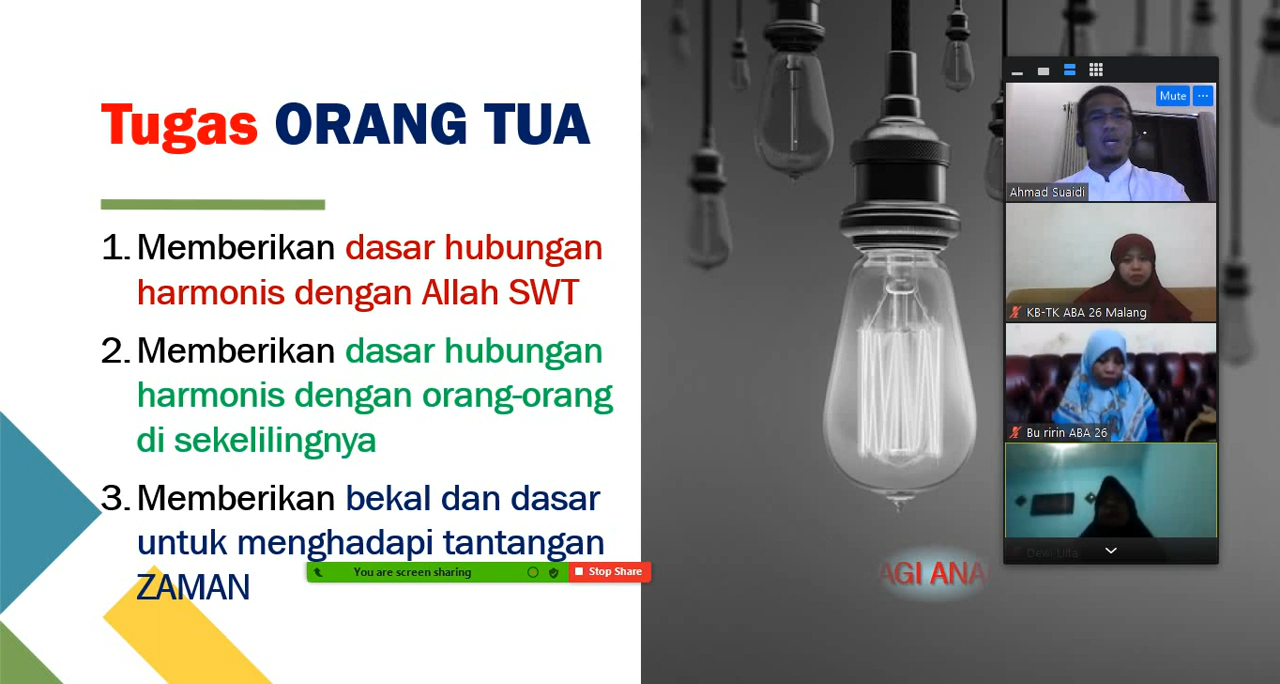 Tugas ORANG TUA
1. Memberikan dasar hubungan
harmonis dengan Allah SWT
2. Memberikan dasar hubungan
harmonis dengan orang-orang
di sekelilingnya
3. Memberikan bekal dan dasar
untuk menghadapi tantangan
ZAMAN
You are screen sharing
Stop Share
AGI ANA
Mute
Ahmad Suaidi
KB-TK ABA 26 Malang
Bu ririn ABA 26